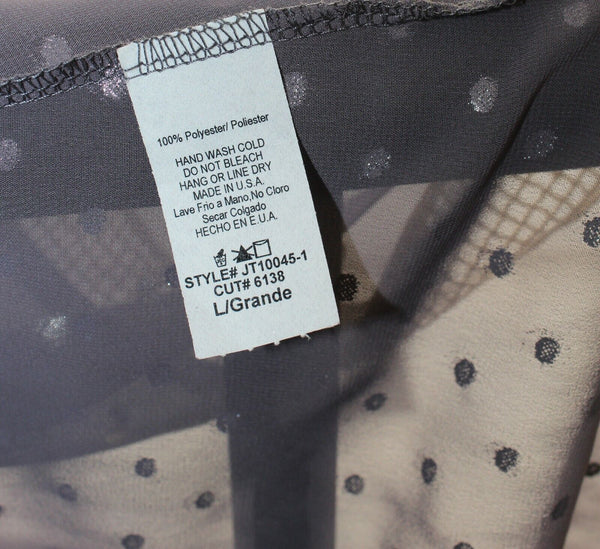 100% Polyester/ Poliester
HAND WASH COLD
DO NOT BLEACH
HANG OR LINE DRY
MADE IN U.S.A.
Lave Frio a Mano,No Cloro
Secar Colgado
HECHO EN E.U.A.
STYLE# JT10045-1
CUT# 6138
L/Grande